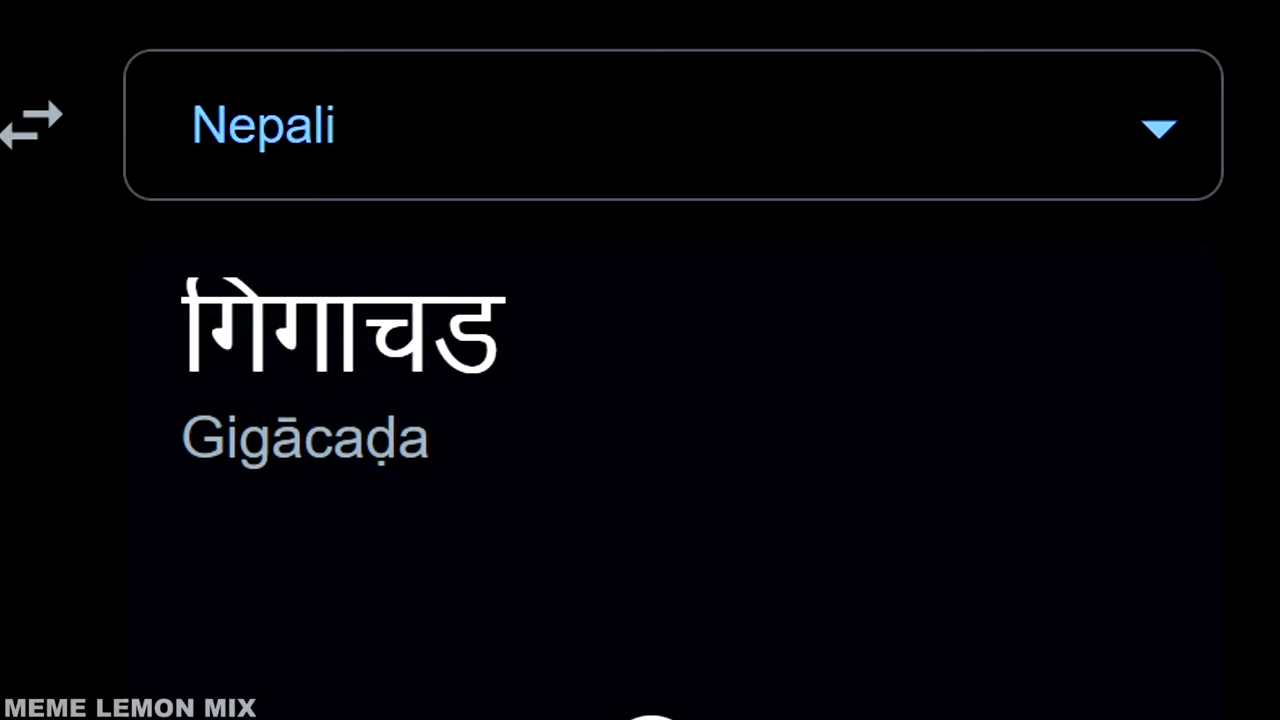 Nepali
गिगाचड
Gigācaḍa
MEME LEMON MIX